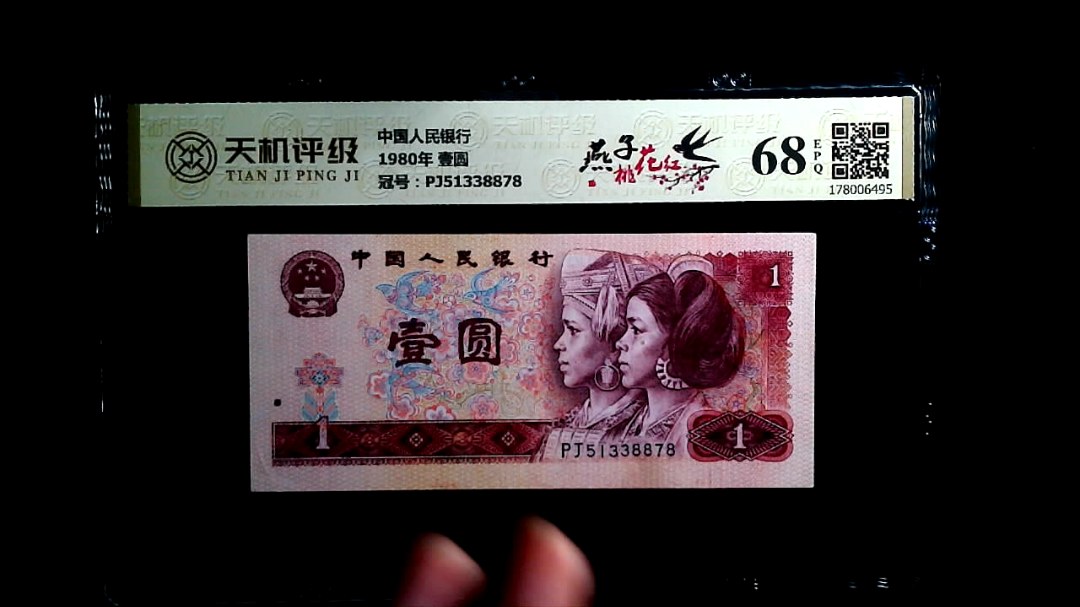 天机评级
TIAN JI PING JI
中国人民银行
1980年 壹圆
冠号：PJ51338878
燕子
桃花红
68
EPQ
178006495
中国人民银行
1
壹圆
1
PJ51338878
1